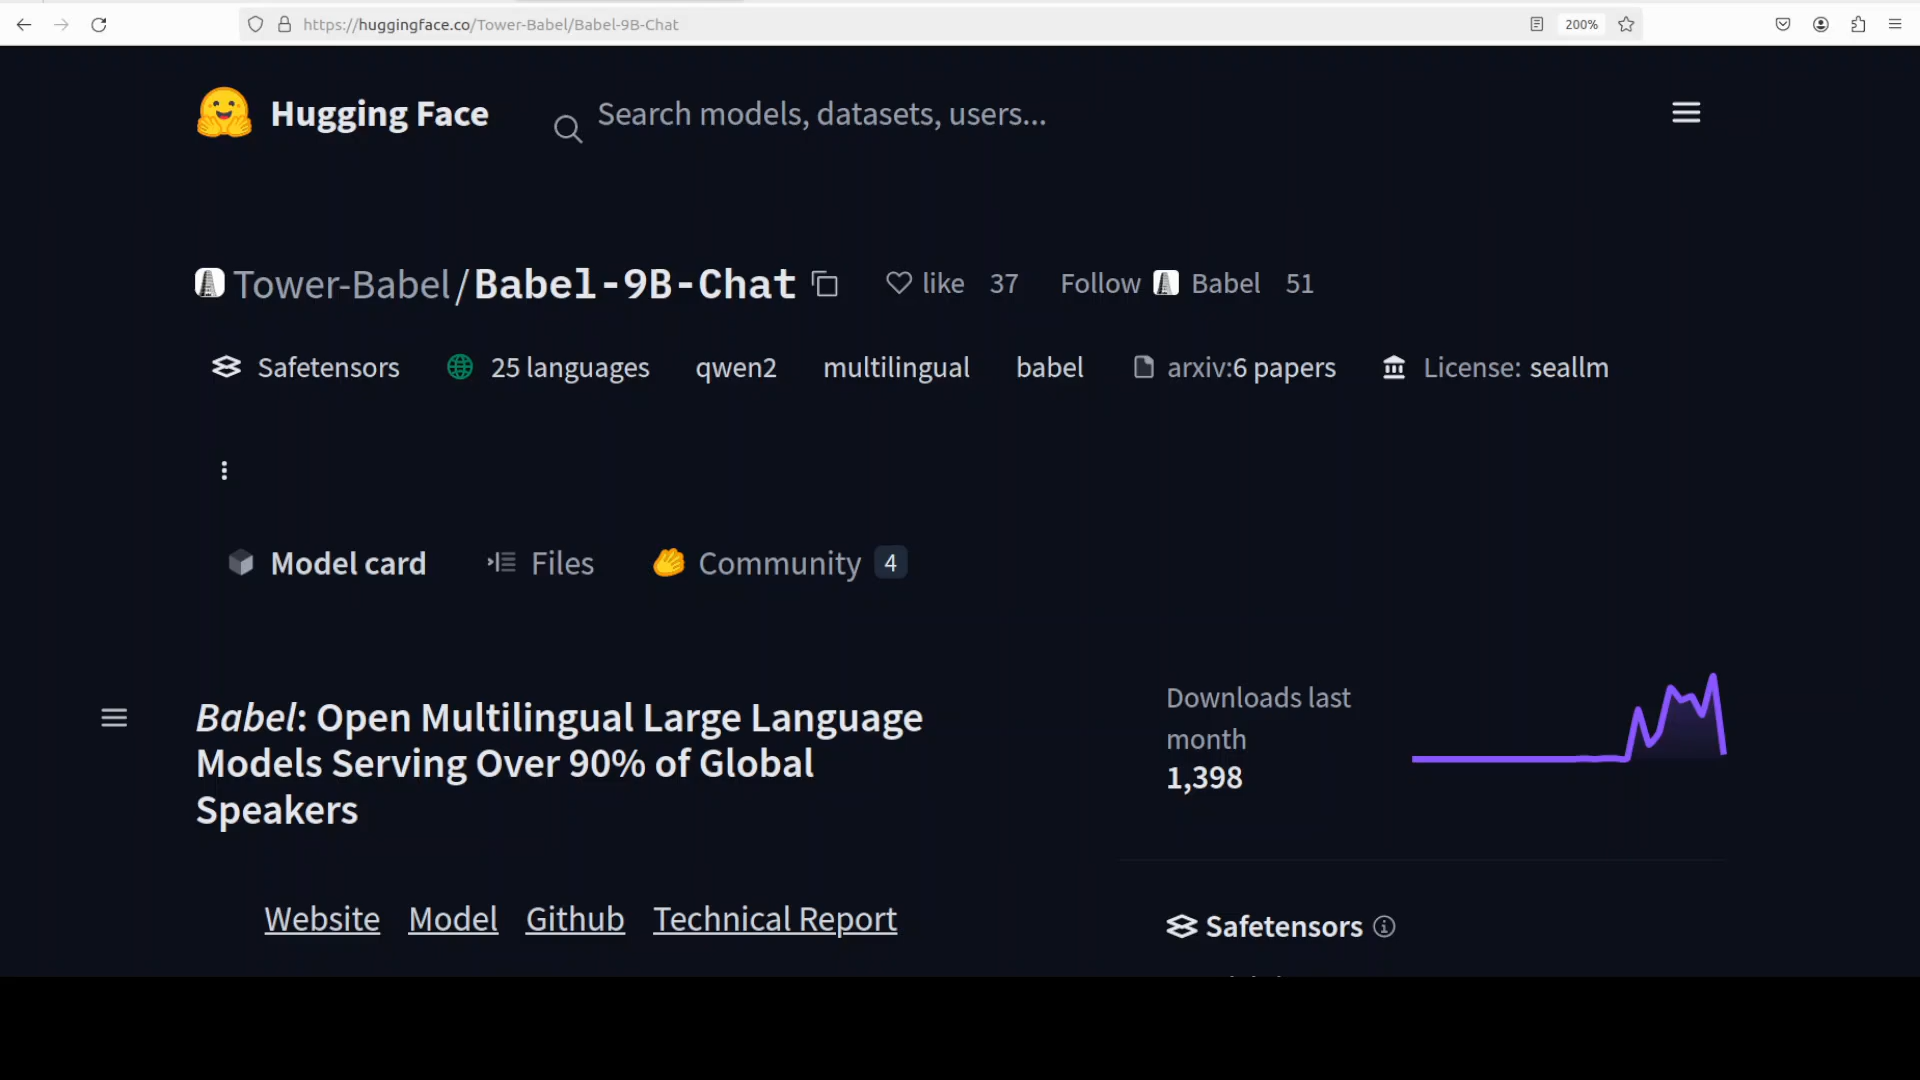 https://huggingface.co/Tower-Babel/Babel-9B-Chat
200%
Hugging Face
Search models, datasets, users...
Tower-Babel/Babel-9B-Chat like 37 Follow Babel 51
Safetensors 25 languages qwen2 multilingual babel arxiv:6 papers License: seallm
Model card Files Community 4
Babel: Open Multilingual Large Language
Models Serving Over 90% of Global
Speakers
Downloads last
month
1,398
Website Model Github Technical Report
Safetensors